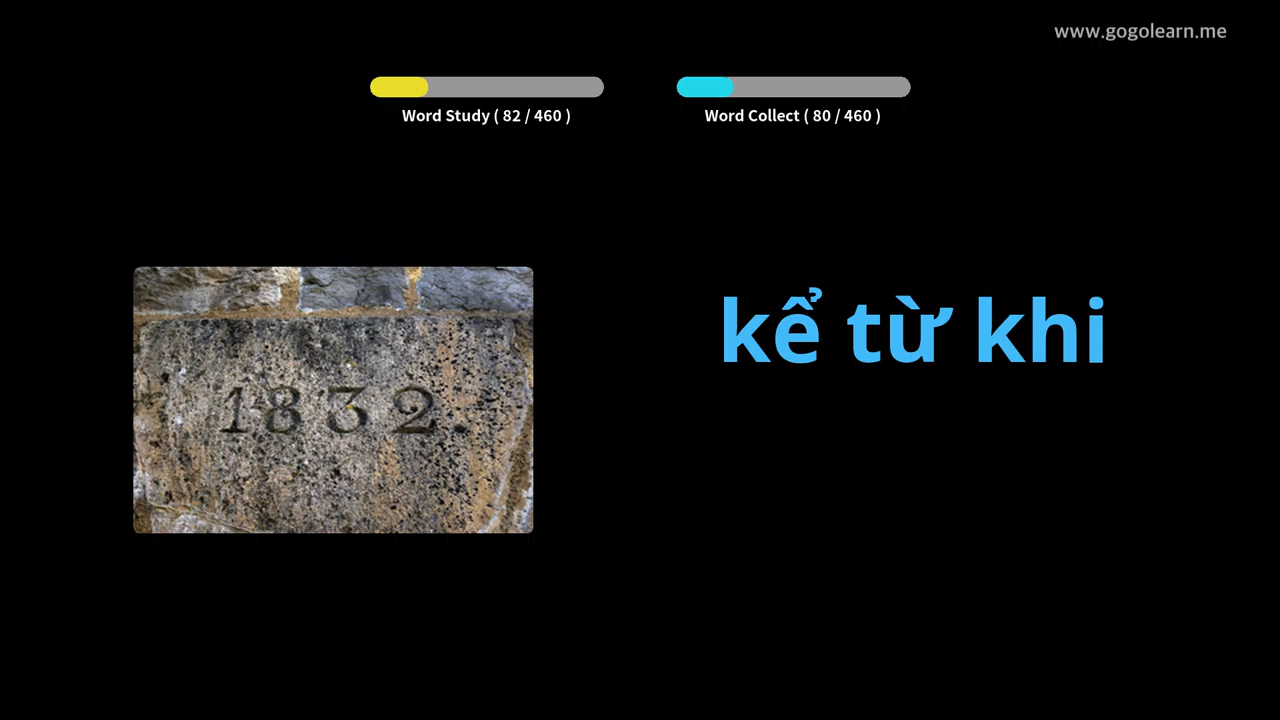 www.gogolearn.me
Word Study ( 82 / 460 )
Word Collect ( 80 / 460 )
kể từ khi
1832.